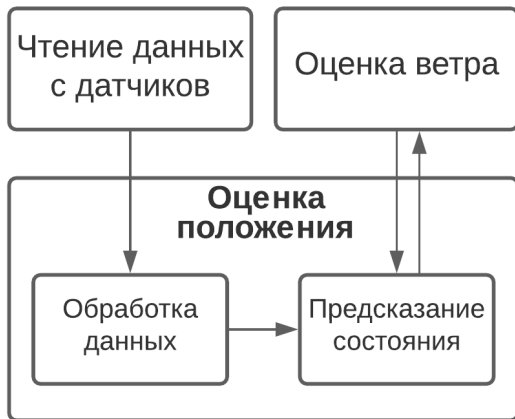 Чтение данных
с датчиков
Оценка ветра
Оценка
положения
Обработка
данных
Предсказание
состояния